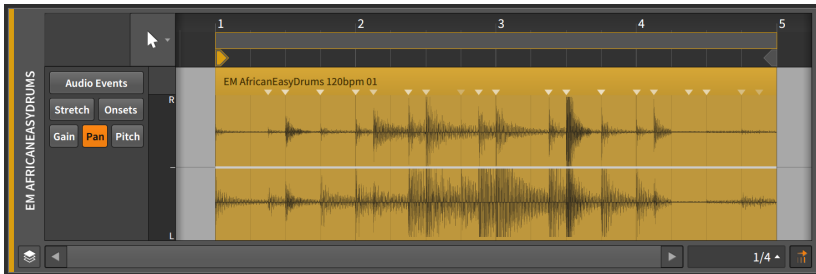 1 2 3 4 5
EM AFRICANEASYDRUMS
Audio Events
Stretch Onsets
Gain Pan Pitch
R
L
EM AfricanEasyDrums 120bpm 01
1/4